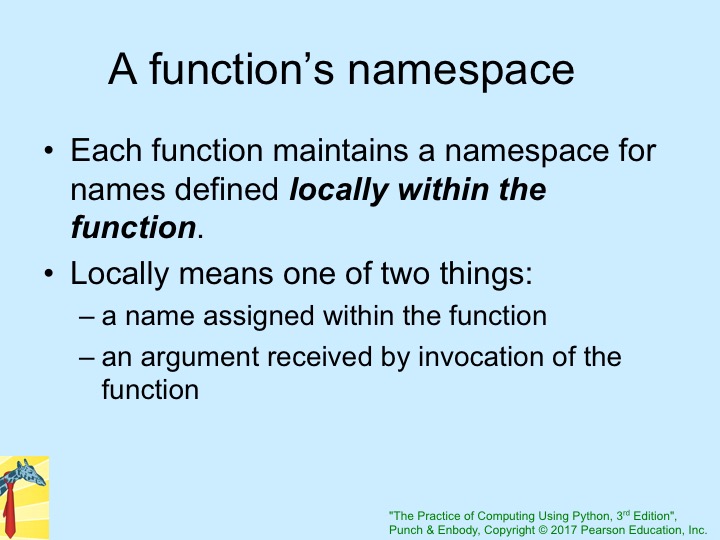 A function’s namespace
• Each function maintains a namespace for
names defined locally within the
function.
• Locally means one of two things:
– a name assigned within the function
– an argument received by invocation of the
function
"The Practice of Computing Using Python, 3rd Edition",
Punch & Enbody, Copyright © 2017 Pearson Education, Inc.